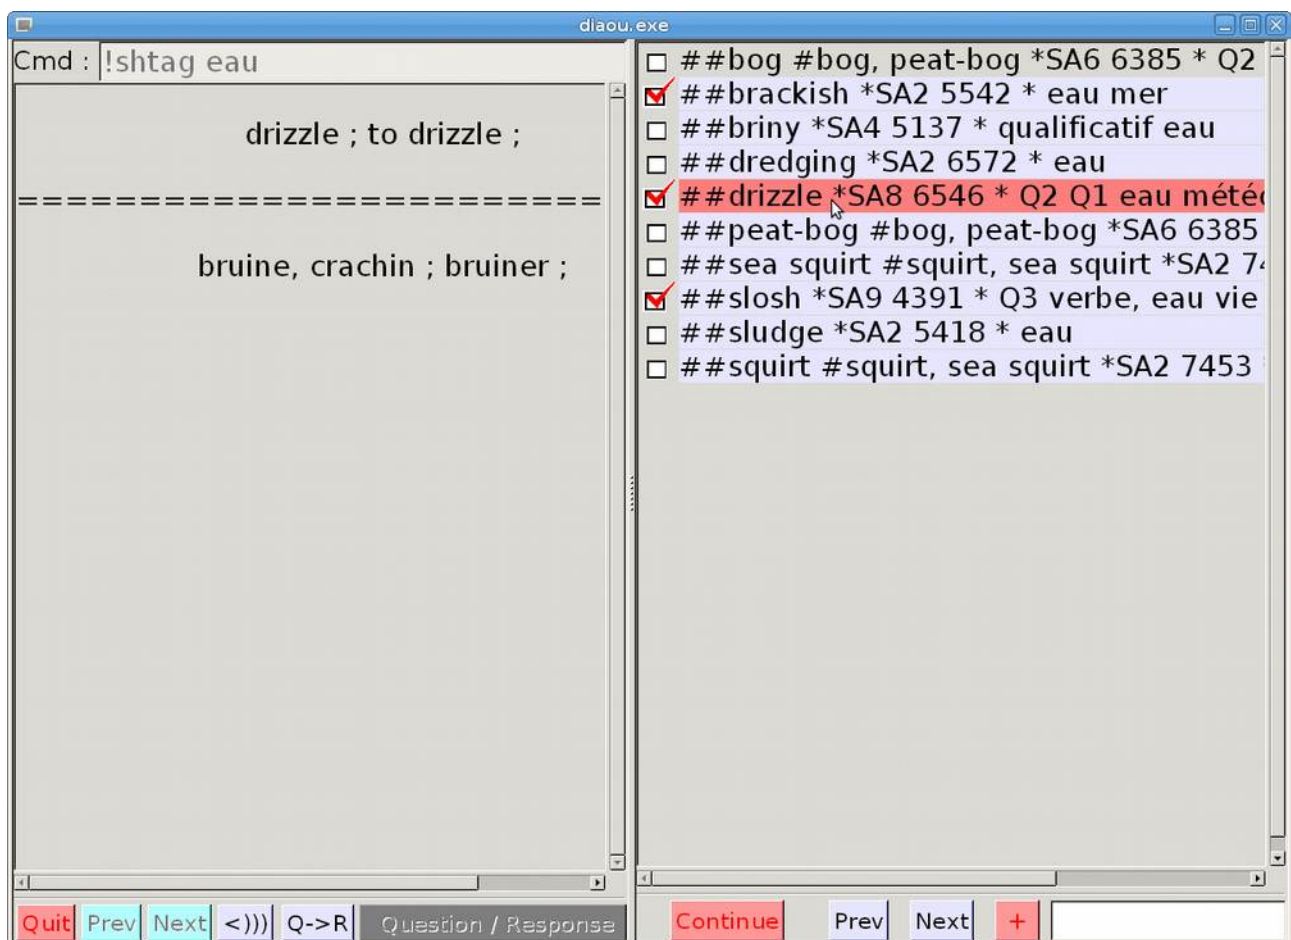 diaou.exe
Cmd : !shtag eau
drizzle ; to drizzle ;
=========================
bruine, crachin ; bruiner ;
Quit Prev Next <))) Q->R Question / Response
##bog #bog, peat-bog *SA6 6385 * Q2
##brackish *SA2 5542 * eau mer
##briny *SA4 5137 * qualificatif eau
##dredging *SA2 6572 * eau
##drizzle *SA8 6546 * Q2 Q1 eau météo
##peat-bog #bog, peat-bog *SA6 6385
##sea squirt #squirt, sea squirt *SA2 74
##slosh *SA9 4391 * Q3 verbe, eau vie
##sludge *SA2 5418 * eau
##squirt #squirt, sea squirt *SA2 7453
Continue Prev Next +